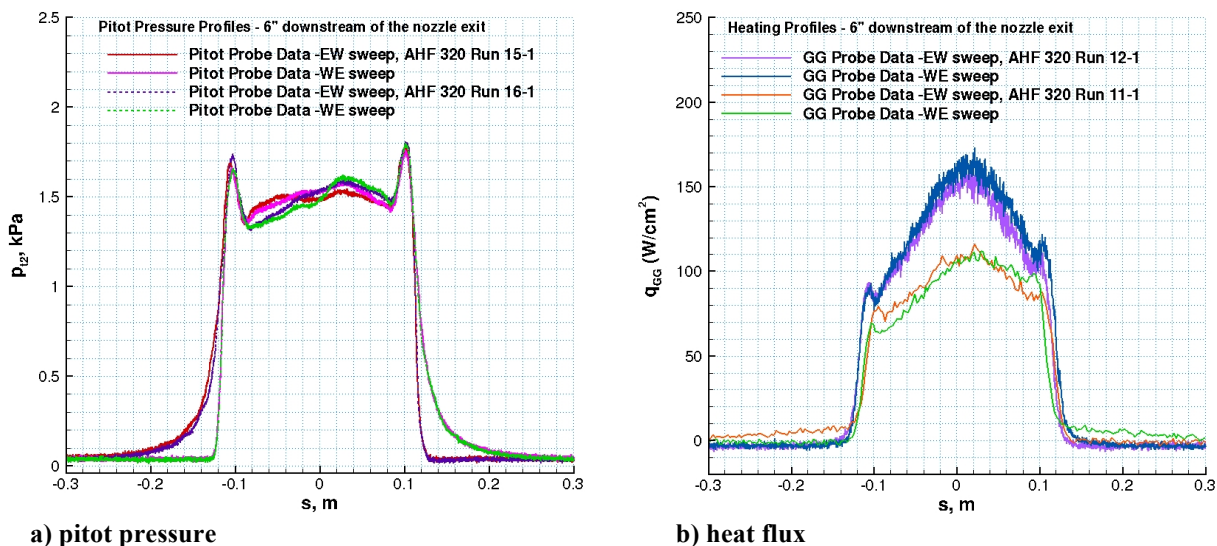 Pitot Pressure Profiles - 6" downstream of the nozzle exit
Pitot Probe Data -EW sweep, AHF 320 Run 15-1
Pitot Probe Data -WE sweep
Pitot Probe Data -EW sweep, AHF 320 Run 16-1
Pitot Probe Data -WE sweep
2.5
2
1.5
1
0.5
0
pt2, kPa
-0.3 -0.2 -0.1 0 0.1 0.2 0.3
s, m
a) pitot pressure
Heating Profiles - 6" downstream of the nozzle exit
GG Probe Data -EW sweep, AHF 320 Run 12-1
GG Probe Data -WE sweep
GG Probe Data -EW sweep, AHF 320 Run 11-1
GG Probe Data -WE sweep
250
200
150
100
50
0
qGG (W/cm²)
-0.3 -0.2 -0.1 0 0.1 0.2 0.3
s, m
b) heat flux